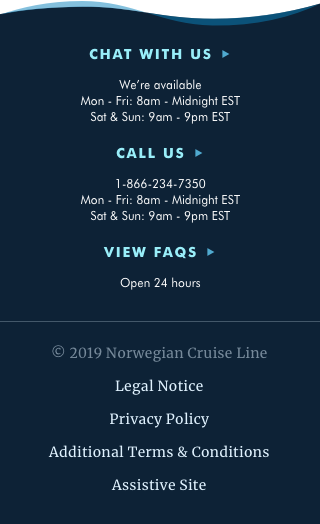 CHAT WITH US
We're available
Mon - Fri: 8am - Midnight EST
Sat & Sun: 9am - 9pm EST
CALL US
1-866-234-7350
Mon - Fri: 8am - Midnight EST
Sat & Sun: 9am - 9pm EST
VIEW FAQS
Open 24 hours
© 2019 Norwegian Cruise Line
Legal Notice
Privacy Policy
Additional Terms & Conditions
Assistive Site